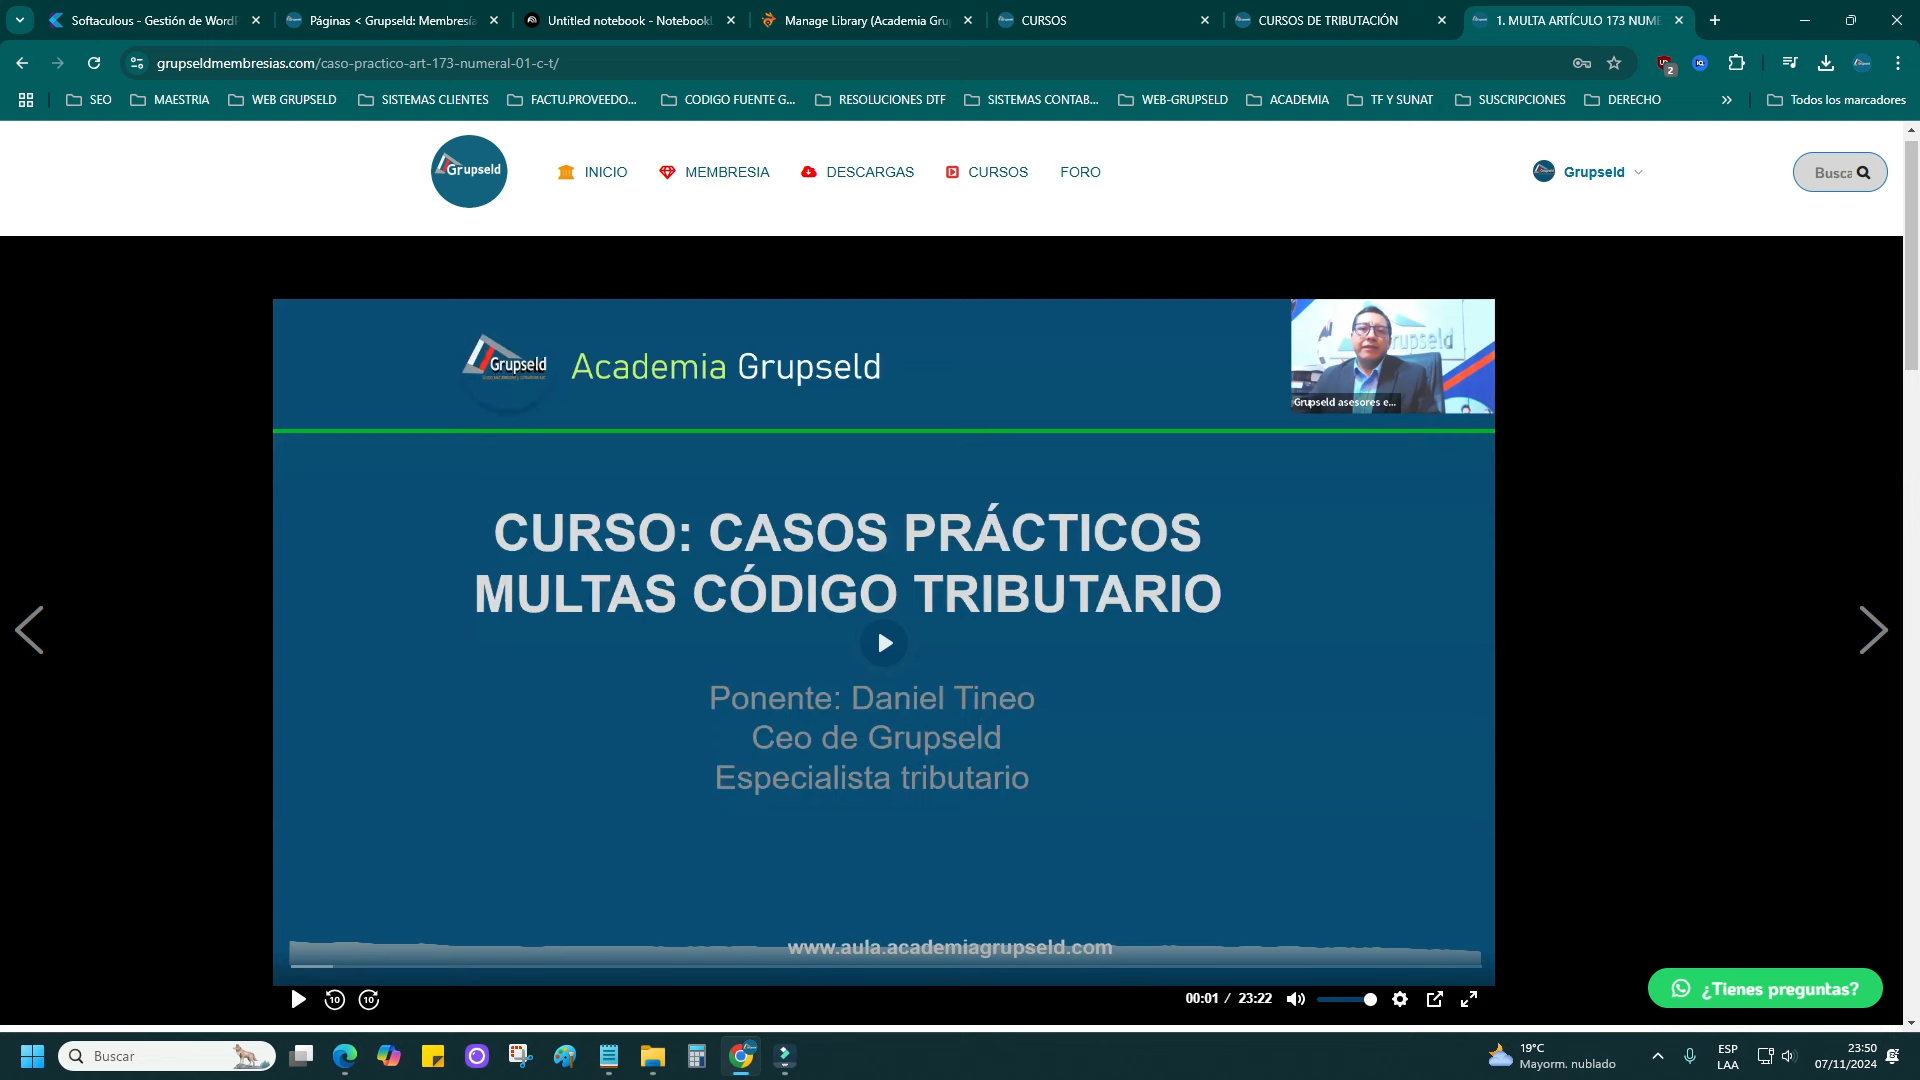 Softaculous - Gestión de WordP
Páginas < Grupseld: Membresía
Untitled notebook - NotebookL
Manage Library (Academia Gru
CURSOS
CURSOS DE TRIBUTACIÓN
1. MULTA ARTÍCULO 173 NUME
grupseldmembresias.com/caso-practico-art-173-numeral-01-c-t/
2
SEO
MAESTRIA
WEB GRUPSELD
SISTEMAS CLIENTES
FACTU.PROVEEDO...
CODIGO FUENTE G...
RESOLUCIONES DTF
SISTEMAS CONTAB...
WEB-GRUPSELD
ACADEMIA
TF Y SUNAT
SUSCRIPCIONES
DERECHO
Todos los marcadores
Grupseld
INICIO
MEMBRESIA
DESCARGAS
CURSOS
FORO
Grupseld
Busca
Grupseld
Academia Grupseld
Grupseld asesores e...
CURSO: CASOS PRÁCTICOS
MULTAS CÓDIGO TRIBUTARIO
Ponente: Daniel Tineo
Ceo de Grupseld
Especialista tributario
www.aula.academiagrupseld.com
10
10
00:01 / 23:22
¿Tienes preguntas?
Buscar
19°C
Mayorm. nublado
ESP
LAA
23:50
07/11/2024